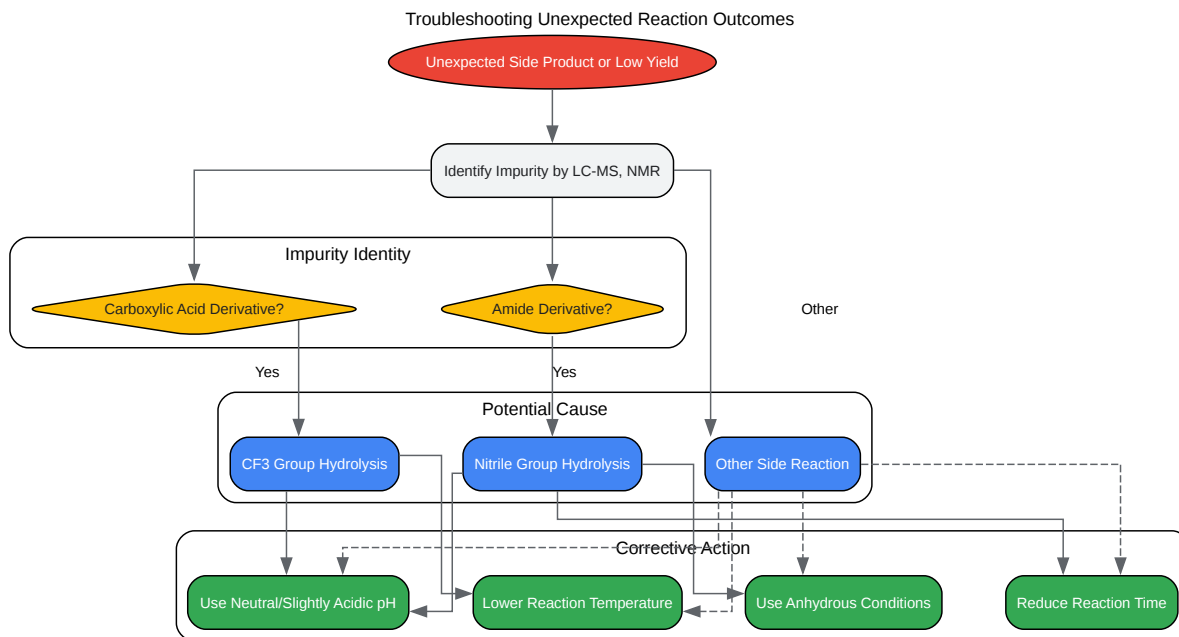 Troubleshooting Unexpected Reaction Outcomes
Unexpected Side Product or Low Yield
Identify Impurity by LC-MS, NMR
Impurity Identity
Carboxylic Acid Derivative?
Amide Derivative?
Other
Yes
Yes
Potential Cause
CF3 Group Hydrolysis
Nitrile Group Hydrolysis
Other Side Reaction
Corrective Action
Use Neutral/Slightly Acidic pH
Lower Reaction Temperature
Use Anhydrous Conditions
Reduce Reaction Time